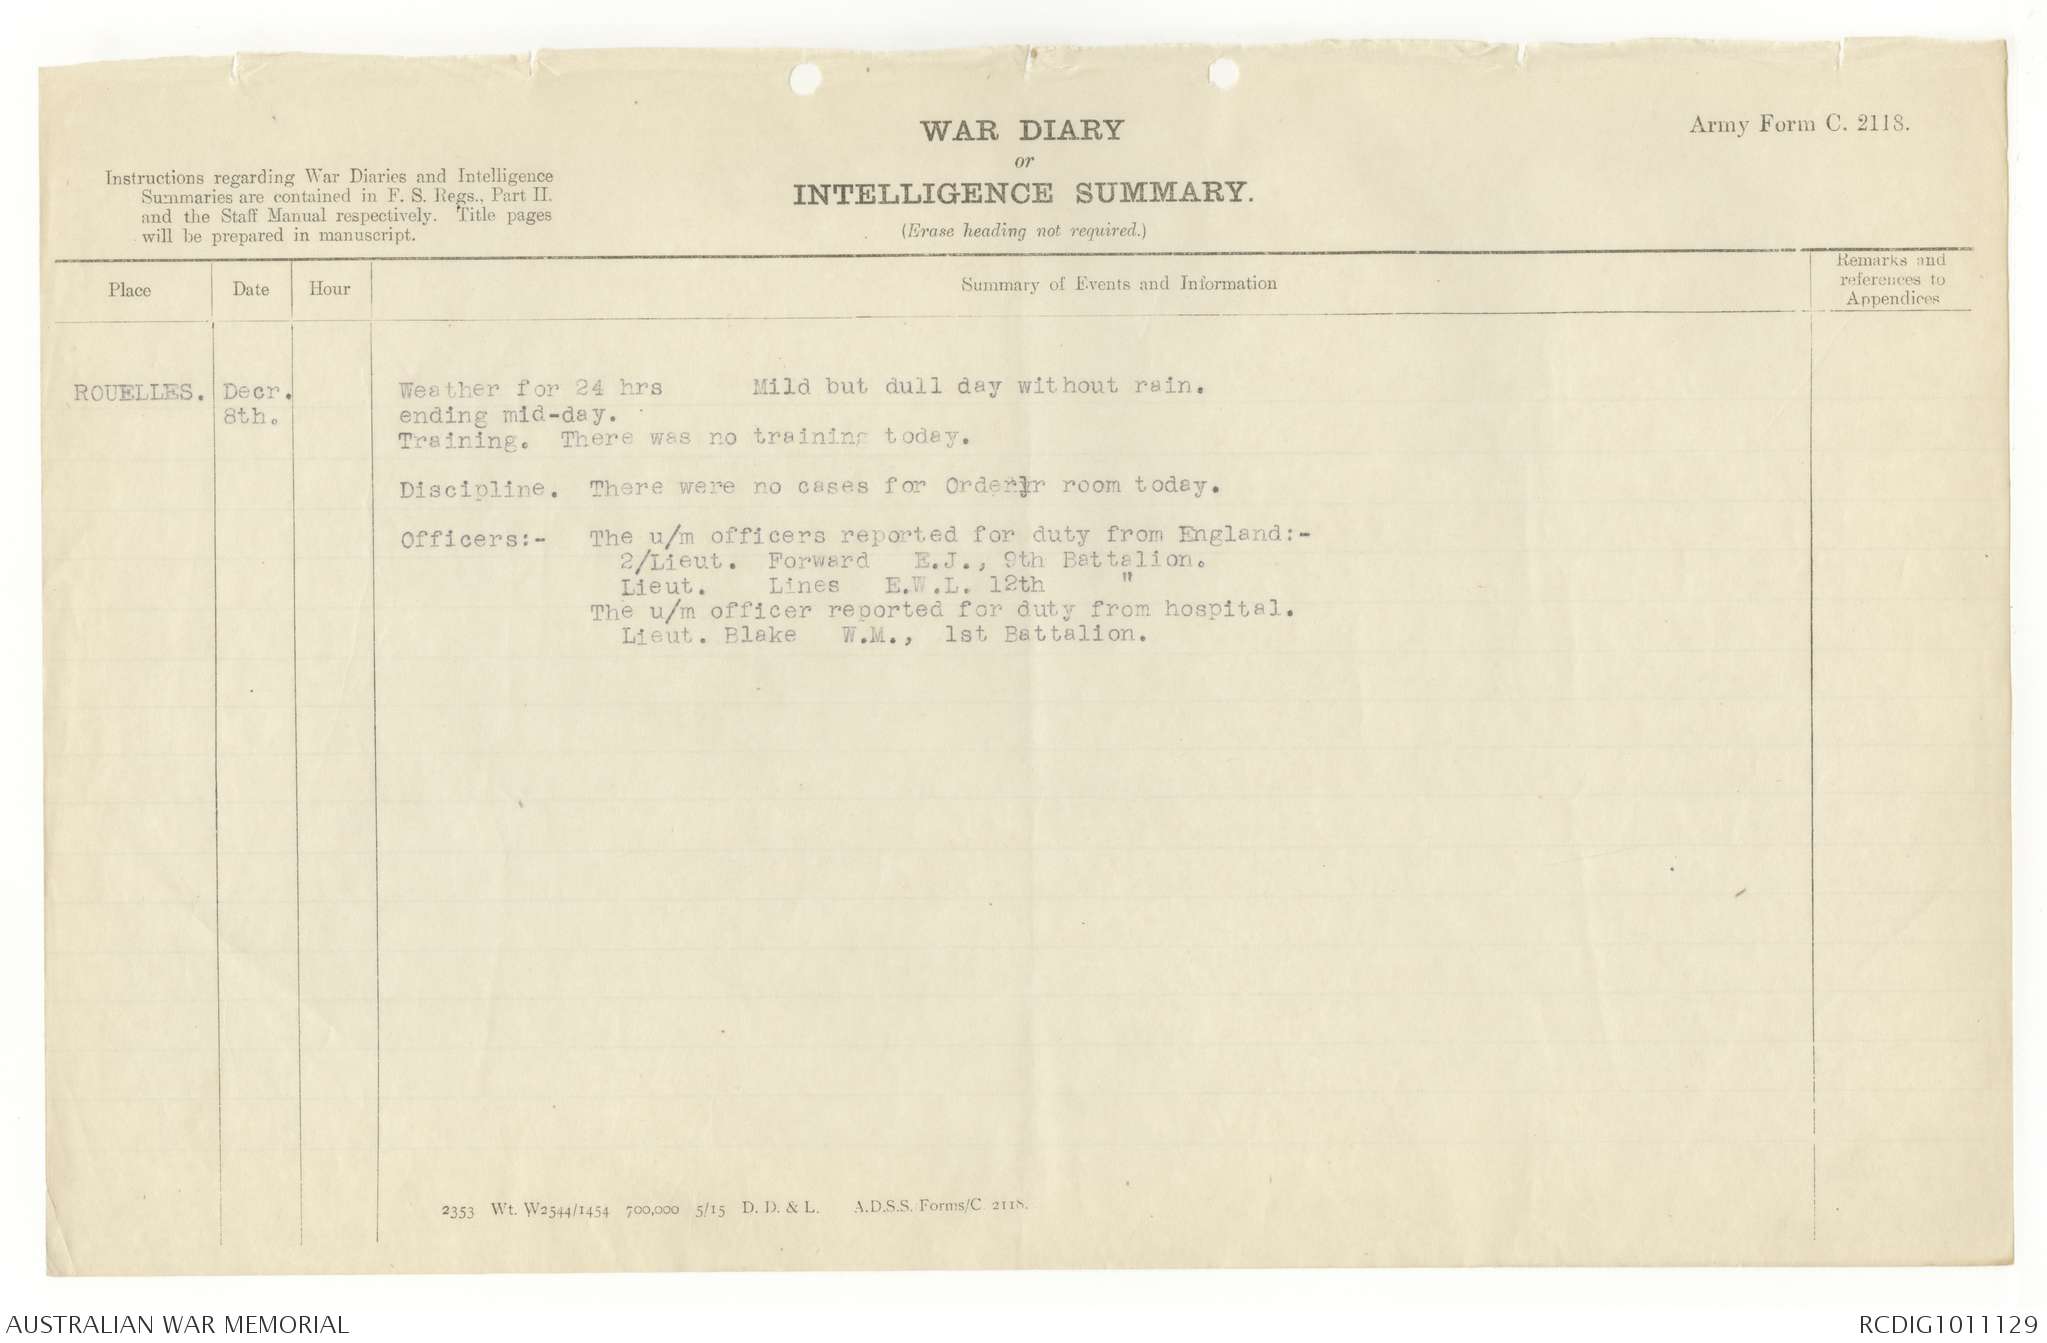 WAR DIARY
or
INTELLIGENCE SUMMARY.
(Erase heading not required.)
Army Form C. 2118.
Instructions regarding War Diaries and Intelligence
Summaries are contained in F. S. Regs., Part II.
and the Staff Manual respectively. Title pages
will be prepared in manuscript.
Place Date Hour Summary of Events and Information Remarks and
references to
Appendices
ROUELLES. Decr. Weather for 24 hrs Mild but dull day without rain.
8th. ending mid-day.
Training. There was no training today.
Discipline. There were no cases for Order room today.
Officers:- The u/m officers reported for duty from England:-
2/Lieut. Forward E.J., 9th Battalion.
Lieut. Lines E.W.L. 12th "
The u/m officer reported for duty from hospital.
Lieut. Blake W.M., 1st Battalion.
2353 Wt. W2544/1454 700,000 5/15 D. D. & L. A.D.S.S./Forms/C. 2118.
AUSTRALIAN WAR MEMORIAL
RCDIG1011129